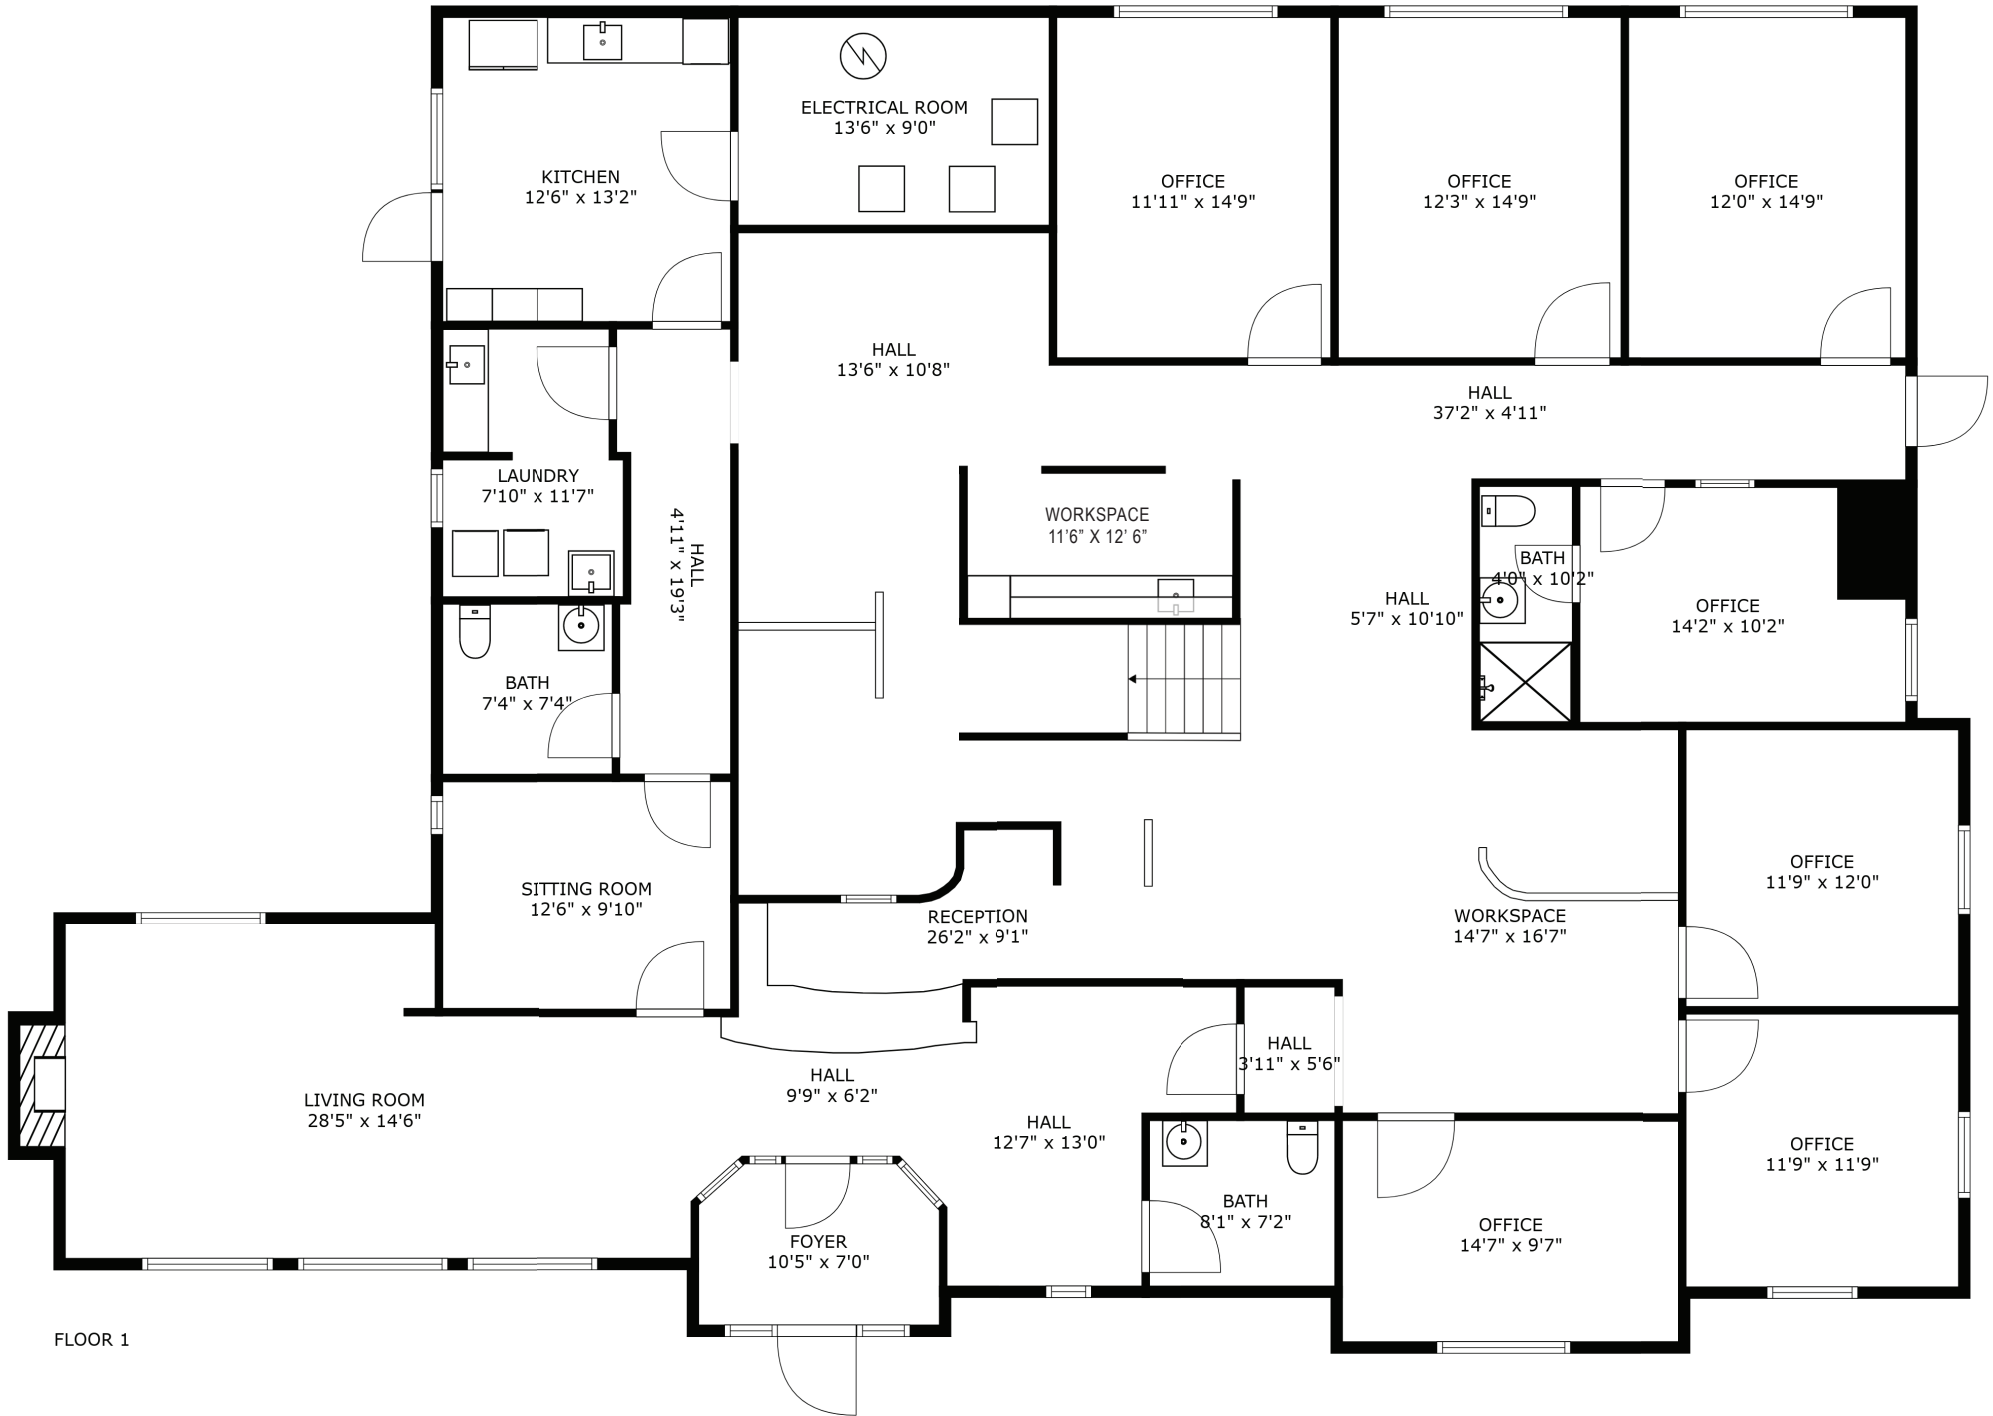 ELECTRICAL ROOM
13'6" x 9'0"
KITCHEN
12'6" x 13'2"
OFFICE
11'11" x 14'9"
OFFICE
12'3" x 14'9"
OFFICE
12'0" x 14'9"
HALL
13'6" x 10'8"
HALL
37'2" x 4'11"
LAUNDRY
7'10" x 11'7"
HALL
4'11" x 19'3"
WORKSPACE
11'6" X 12' 6"
BATH
4'0" x 10'2"
HALL
5'7" x 10'10"
OFFICE
14'2" x 10'2"
BATH
7'4" x 7'4"
SITTING ROOM
12'6" x 9'10"
RECEPTION
26'2" x 9'1"
WORKSPACE
14'7" x 16'7"
OFFICE
11'9" x 12'0"
LIVING ROOM
28'5" x 14'6"
HALL
9'9" x 6'2"
HALL
3'11" x 5'6"
HALL
12'7" x 13'0"
OFFICE
11'9" x 11'9"
BATH
8'1" x 7'2"
FOYER
10'5" x 7'0"
OFFICE
14'7" x 9'7"
FLOOR 1